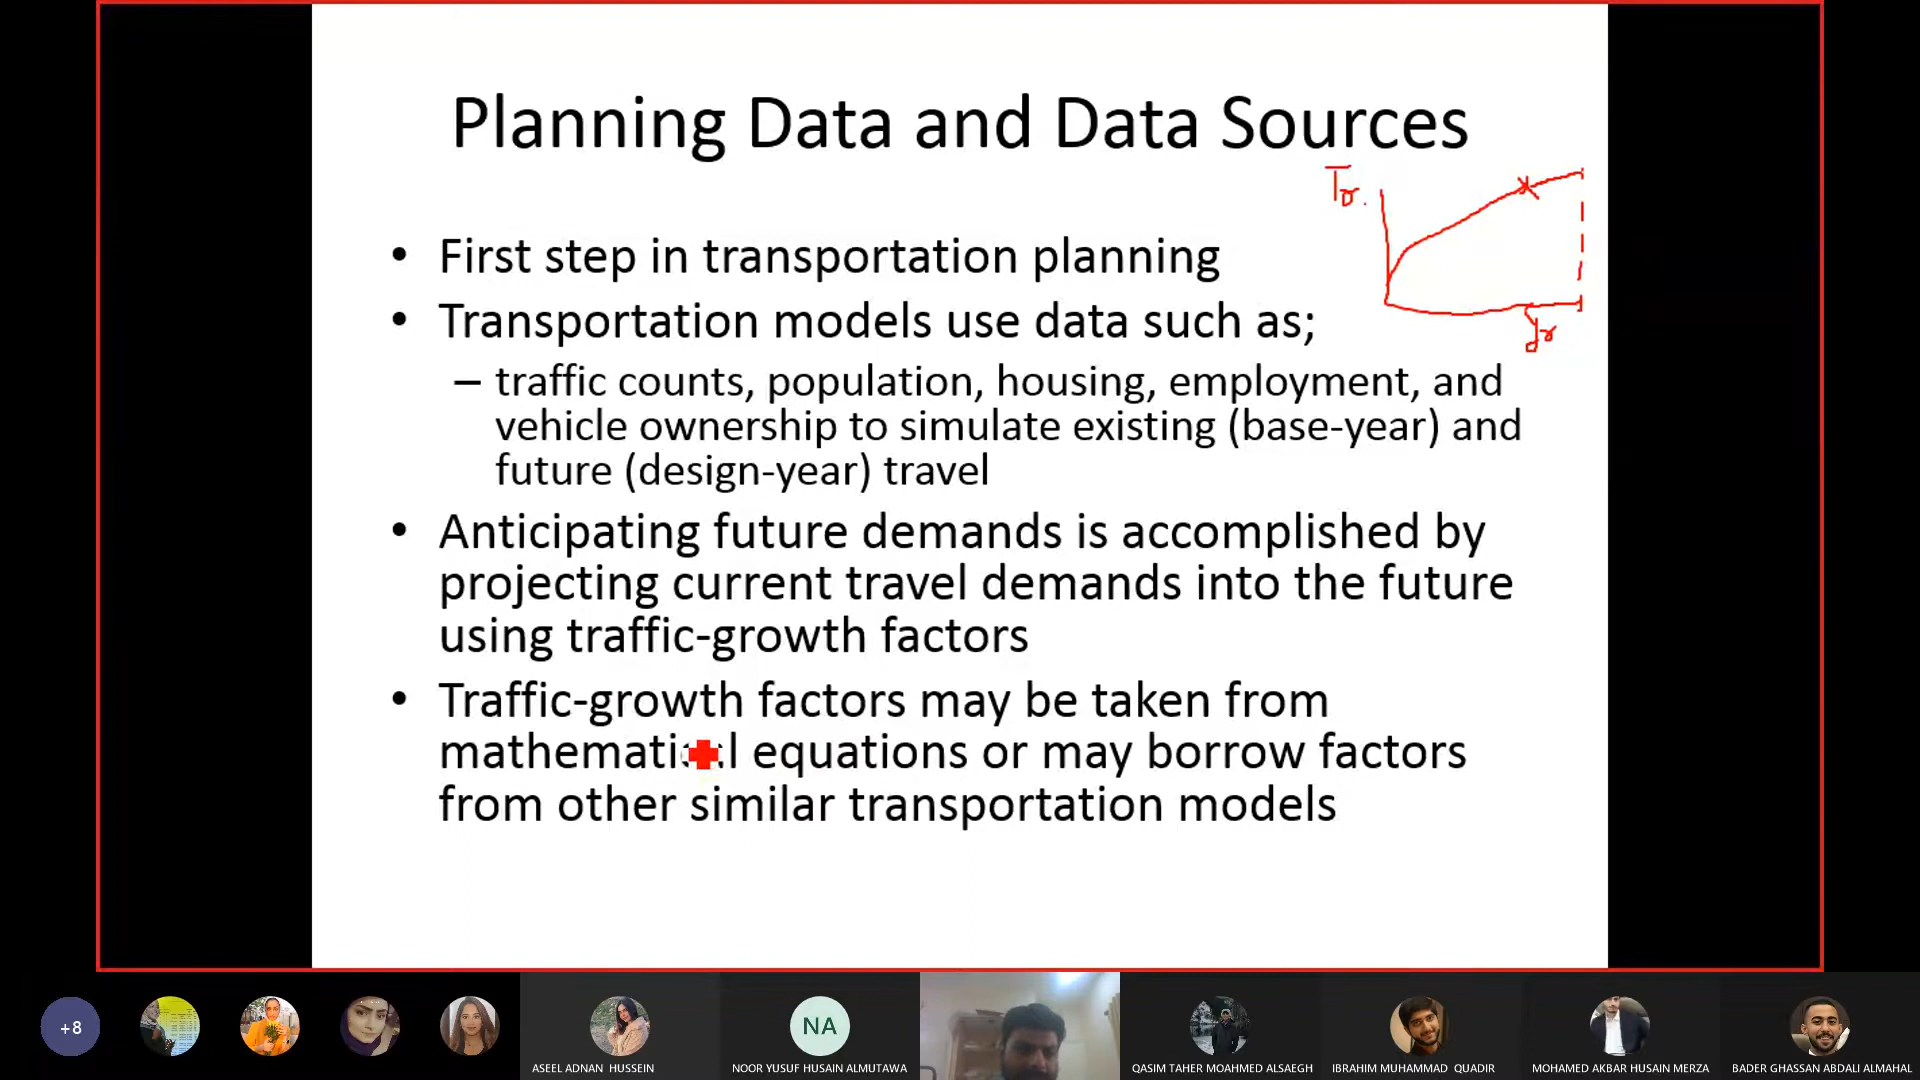 Planning Data and Data Sources
Tr.
• First step in transportation planning
• Transportation models use data such as;
yr
– traffic counts, population, housing, employment, and
vehicle ownership to simulate existing (base-year) and
future (design-year) travel
• Anticipating future demands is accomplished by
projecting current travel demands into the future
using traffic-growth factors
• Traffic-growth factors may be taken from
mathematical equations or may borrow factors
from other similar transportation models
+8
NA
ASEEL ADNAN HUSSEIN
NOOR YUSUF HUSAIN ALMUTAWA
QASIM TAHER MOAHMED ALSAEGH
IBRAHIM MUHAMMAD QUADIR
MOHAMED AKBAR HUSAIN MERZA
BADER GHASSAN ABDALI ALMAHAL